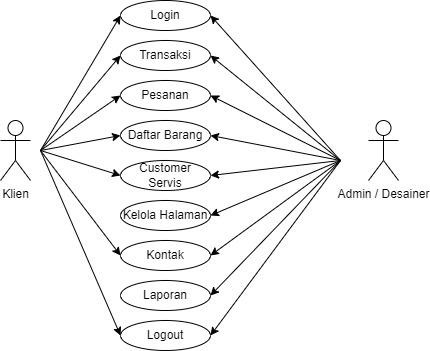 Login
Transaksi
Pesanan
Daftar Barang
Customer
Servis
Klien
Admin / Desainer
Kelola Halaman
Kontak
Laporan
Logout